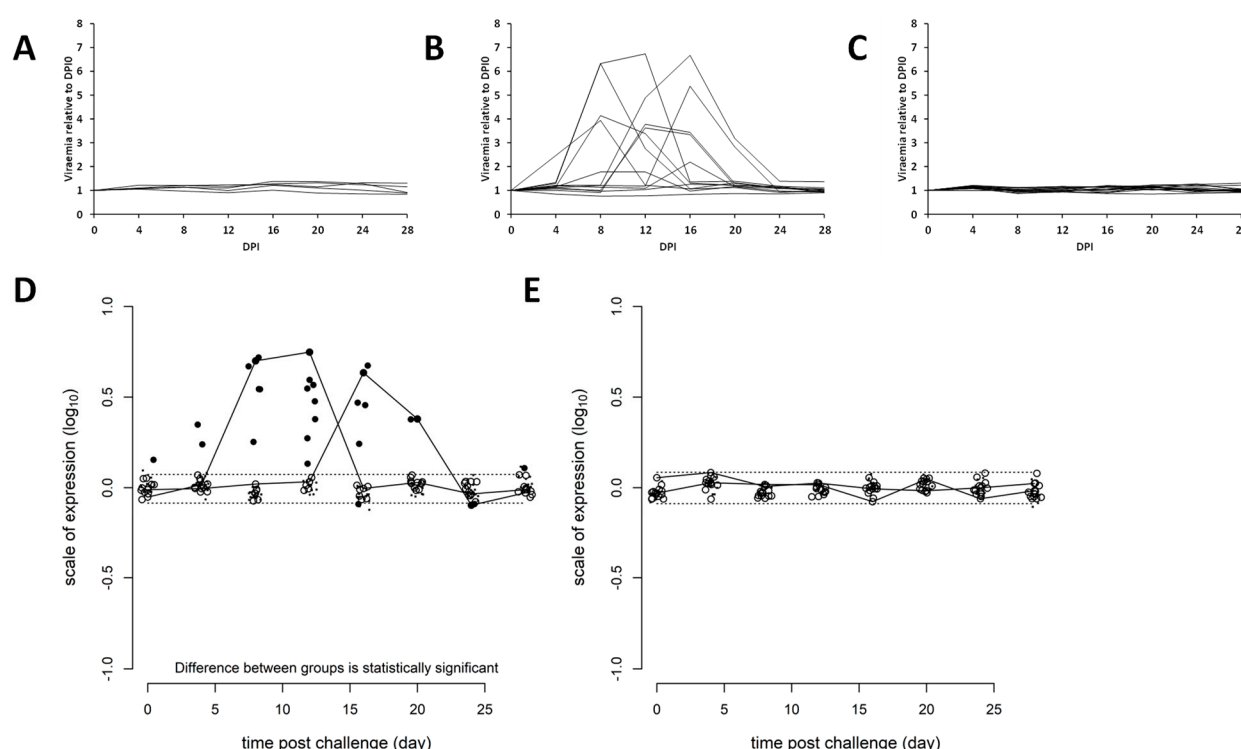 A
Viraemia relative to DPI0
8
7
6
5
4
3
2
1
0
0 4 8 12 16 20 24 28
DPI
B
Viraemia relative to DPI0
8
7
6
5
4
3
2
1
0
0 4 8 12 16 20 24 28
DPI
C
Viraemia relative to DPI0
8
7
6
5
4
3
2
1
0
0 4 8 12 16 20 24
DPI
D
scale of expression (log10)
1.0
0.5
0.0
-0.5
-1.0
Difference between groups is statistically significant
0 5 10 15 20 25
time post challenge (day)
E
scale of expression (log10)
1.0
0.5
0.0
-0.5
-1.0
0 5 10 15 20 25
time post challenge (day)